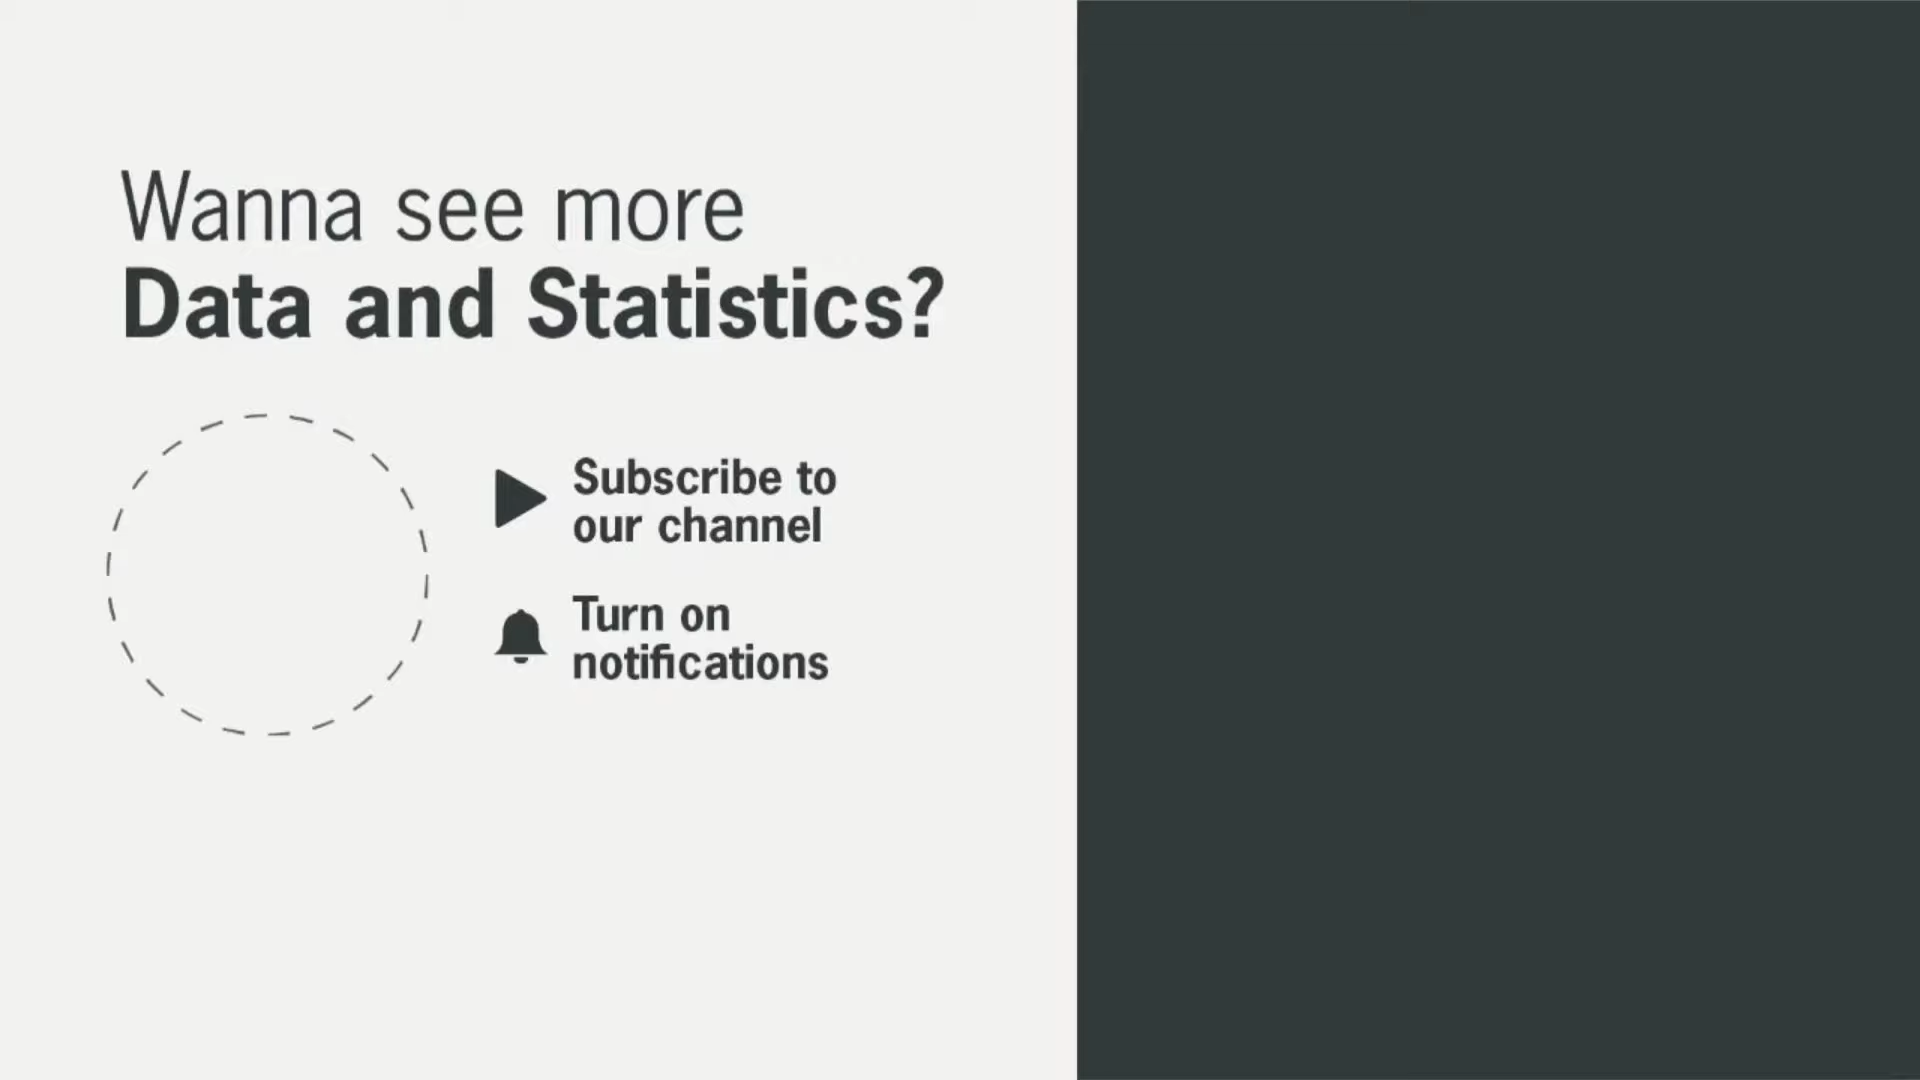 Wanna see more
Data and Statistics?
Subscribe to
our channel
Turn on
notifications